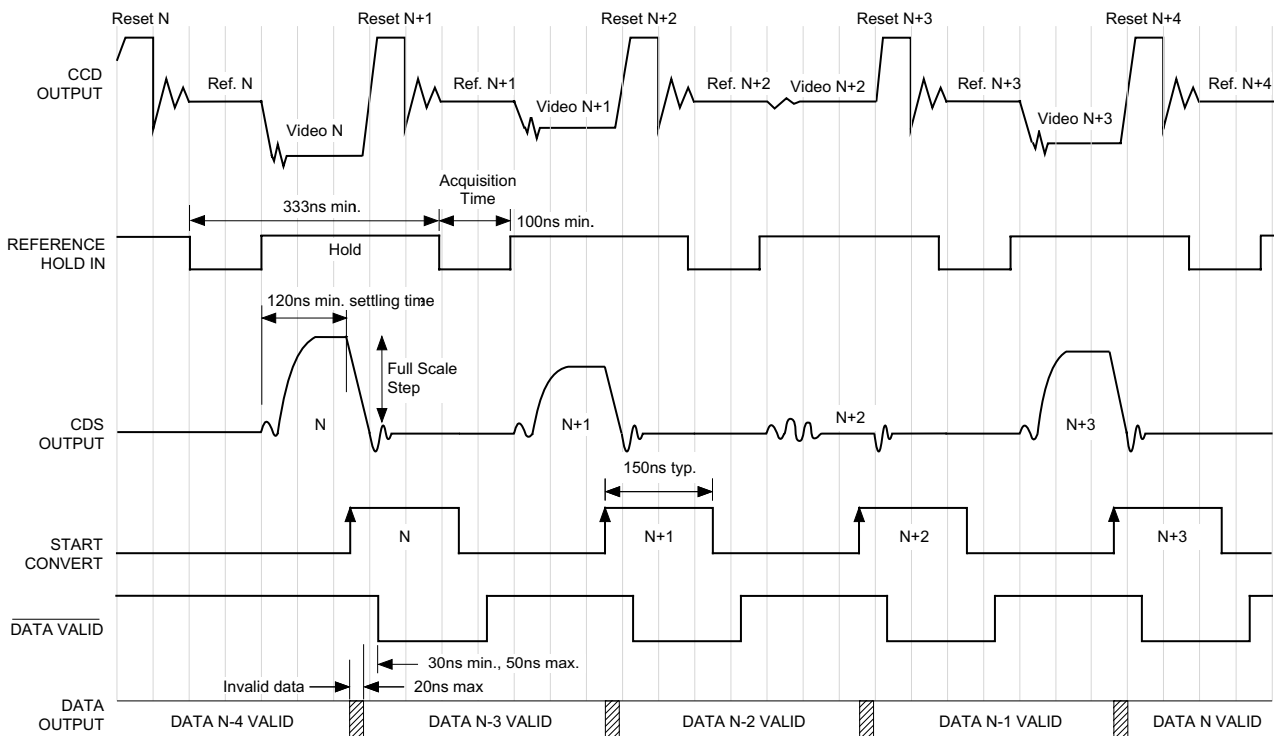 Reset N
Reset N+1
Reset N+2
Reset N+3
Reset N+4
CCD
OUTPUT
Ref. N
Ref. N+1
Ref. N+2
Video N+2
Ref. N+3
Ref. N+4
Video N
Video N+1
Video N+3
Acquisition
Time
333ns min.
100ns min.
REFERENCE
HOLD IN
Hold
120ns min. settling time
Full Scale
Step
CDS
OUTPUT
N
N+1
N+2
N+3
150ns typ.
START
CONVERT
N
N+1
N+2
N+3
DATA VALID
30ns min., 50ns max.
Invalid data
20ns max
DATA
OUTPUT
DATA N-4 VALID
DATA N-3 VALID
DATA N-2 VALID
DATA N-1 VALID
DATA N VALID